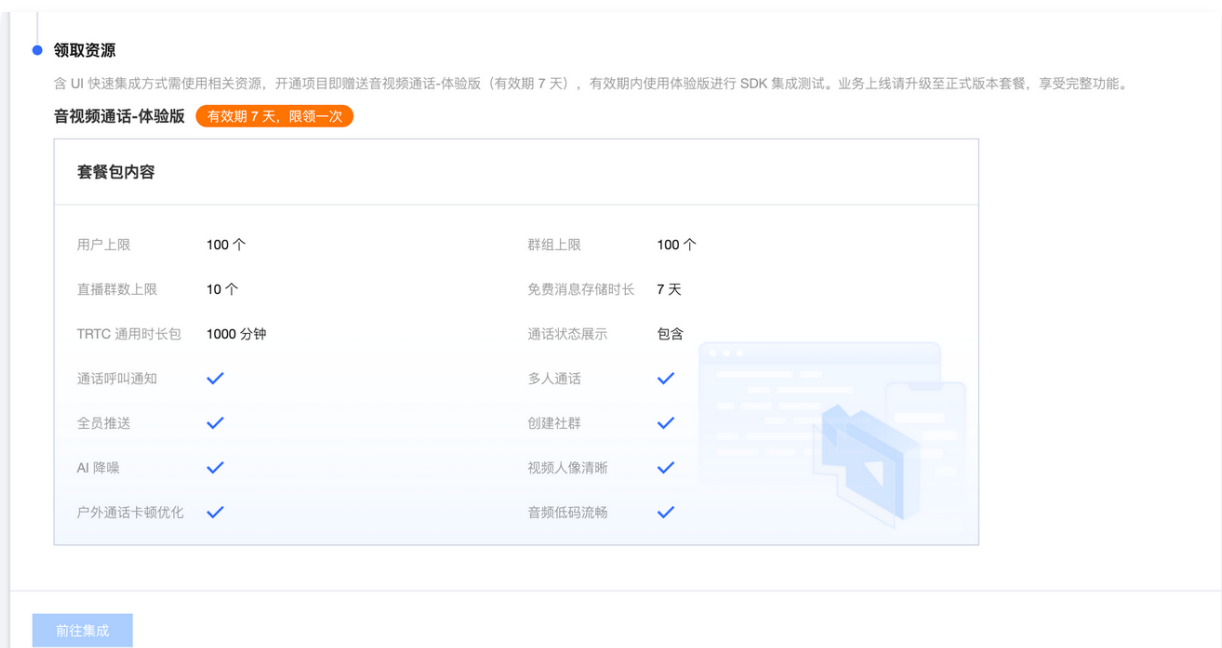 领取资源
含 UI 快速集成方式需使用相关资源，开通项目即赠送音视频通话-体验版（有效期 7 天），有效期内使用体验版进行 SDK 集成测试。业务上线请升级至正式版本套餐，享受完整功能。
音视频通话-体验版 有效期 7 天，限领一次
套餐包内容
用户上限 100 个 群组上限 100 个
直播群数上限 10 个 免费消息存储时长 7 天
TRTC 通用时长包 1000 分钟 通话状态展示 包含
通话呼叫通知 多人通话
全员推送 创建社群
AI 降噪 视频人像清晰
户外通话卡顿优化 音频低码流畅
前往集成